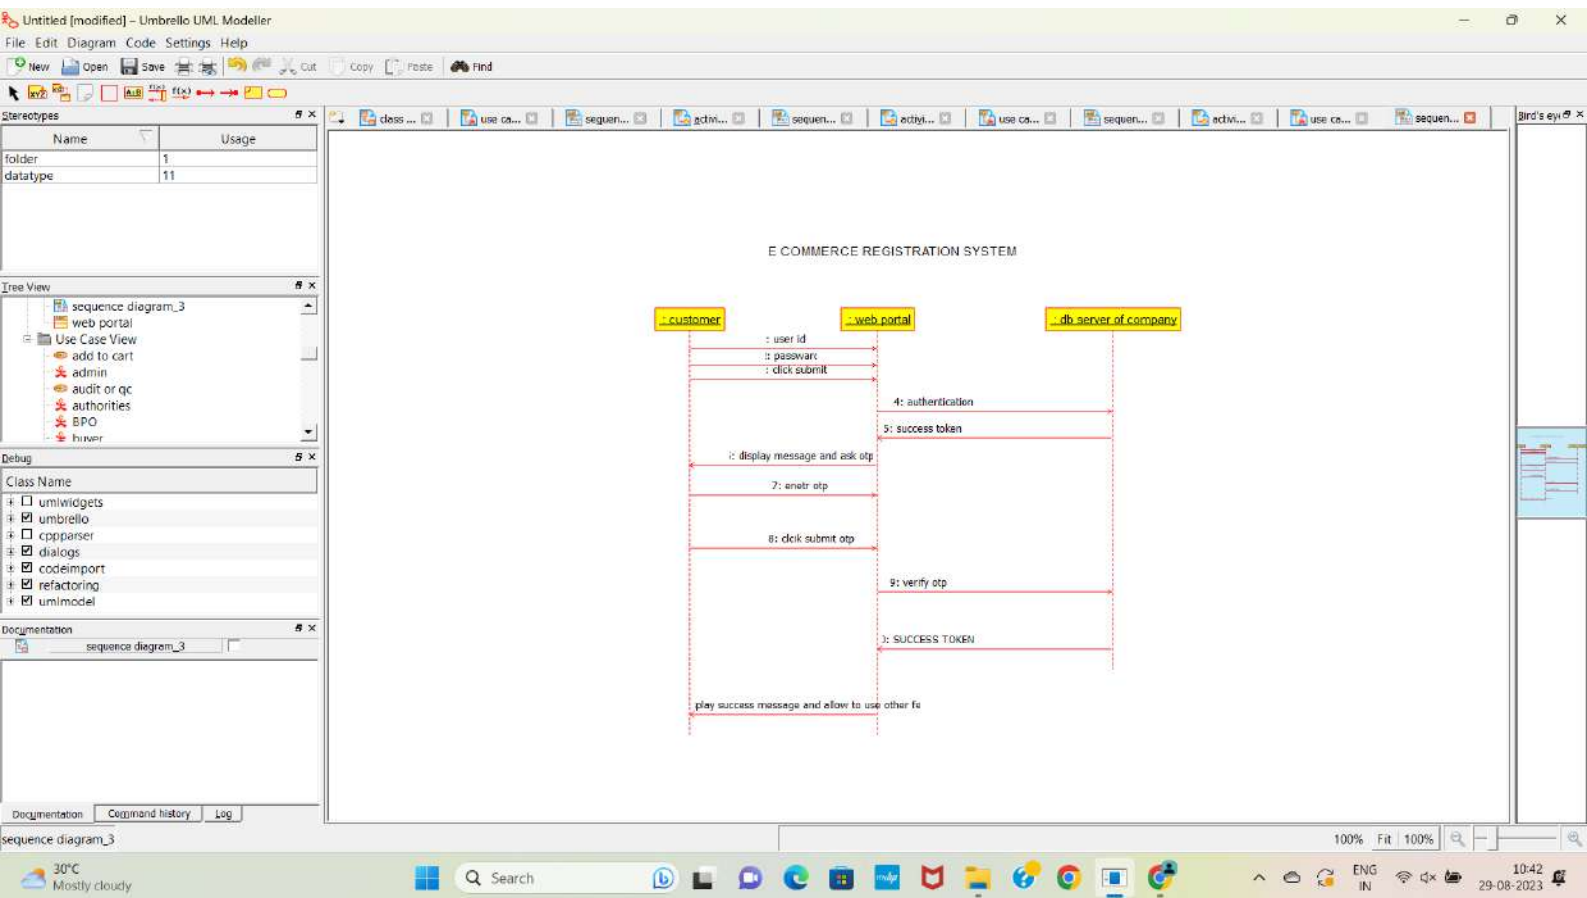 Untitled [modified] – Umbrello UML Modeller
File Edit Diagram Code Settings Help
New Open Save Cut Copy Paste Find
Stereotypes
Name Usage
folder 1
datatype 11
Tree View
sequence diagram_3
web portal
Use Case View
add to cart
admin
audit or qc
authorities
BPO
buyer
Debug
Class Name
umlwidgets
umbrello
cppparser
dialogs
codeimport
refactoring
umlmodel
Documentation
sequence diagram_3
Documentation Command history Log
sequence diagram_3
class ... use ca... sequen... activi... sequen... activi... use ca... sequen... activi... use ca... sequen...
Bird's eye
E COMMERCE REGISTRATION SYSTEM
: customer : web portal : db server of company
: user id
: password
: click submit
4: authentication
5: success token
: display message and ask otp
7: enetr otp
8: clcik submit otp
9: verify otp
): SUCCESS TOKEN
play success message and allow to use other fe
100% Fit 100%
30°C
Mostly cloudy
Search
ENG
IN
10:42
29-08-2023